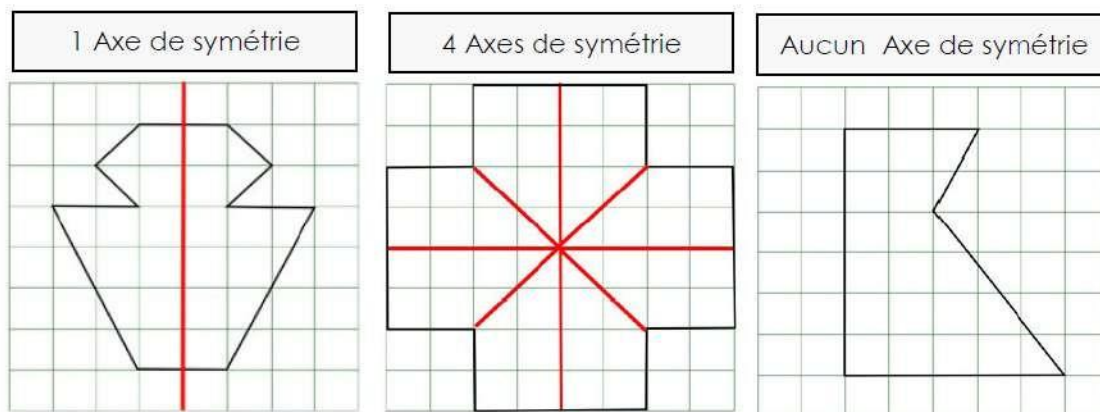 1 Axe de symétrie
4 Axes de symétrie
Aucun Axe de symétrie